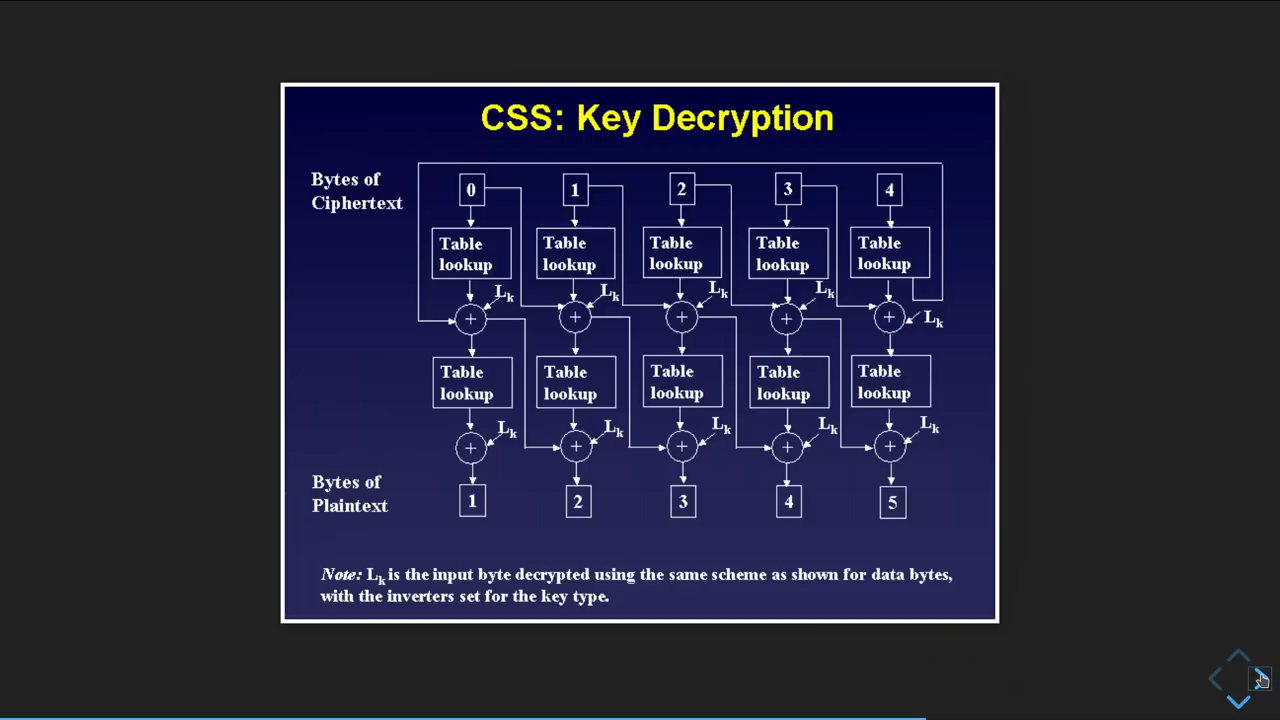 CSS: Key Decryption
Bytes of
Ciphertext
0 1 2 3 4
Table Table Table Table Table
lookup lookup lookup lookup lookup
Lk Lk Lk Lk
+ + + + + Lk
Table Table Table Table Table
lookup lookup lookup lookup lookup
Lk Lk Lk Lk Lk
+ + + + +
Bytes of
Plaintext
1 2 3 4 5
Note: Lk is the input byte decrypted using the same scheme as shown for data bytes,
with the inverters set for the key type.